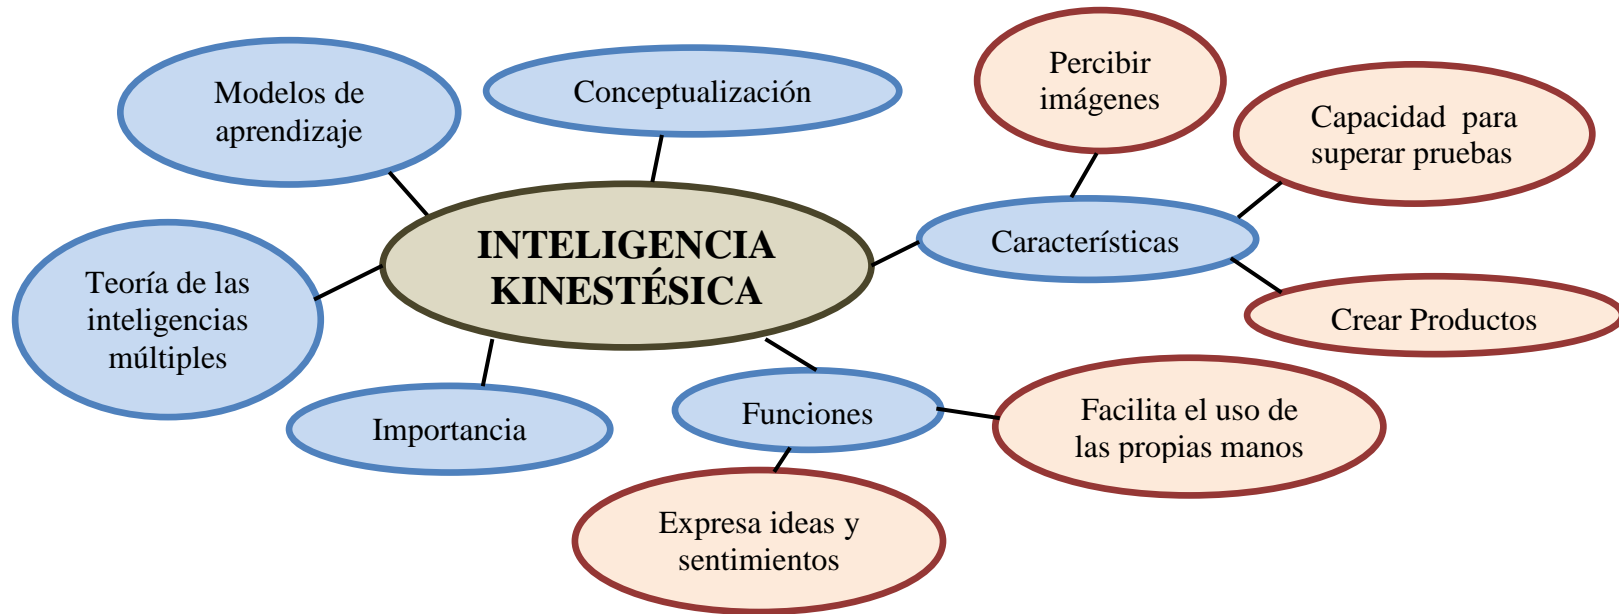 Modelos de
aprendizaje
Conceptualización
Percibir
imágenes
Capacidad para
superar pruebas
INTELIGENCIA
KINESTÉSICA
Características
Teoría de las
inteligencias
múltiples
Crear Productos
Importancia
Funciones
Facilita el uso de
las propias manos
Expresa ideas y
sentimientos